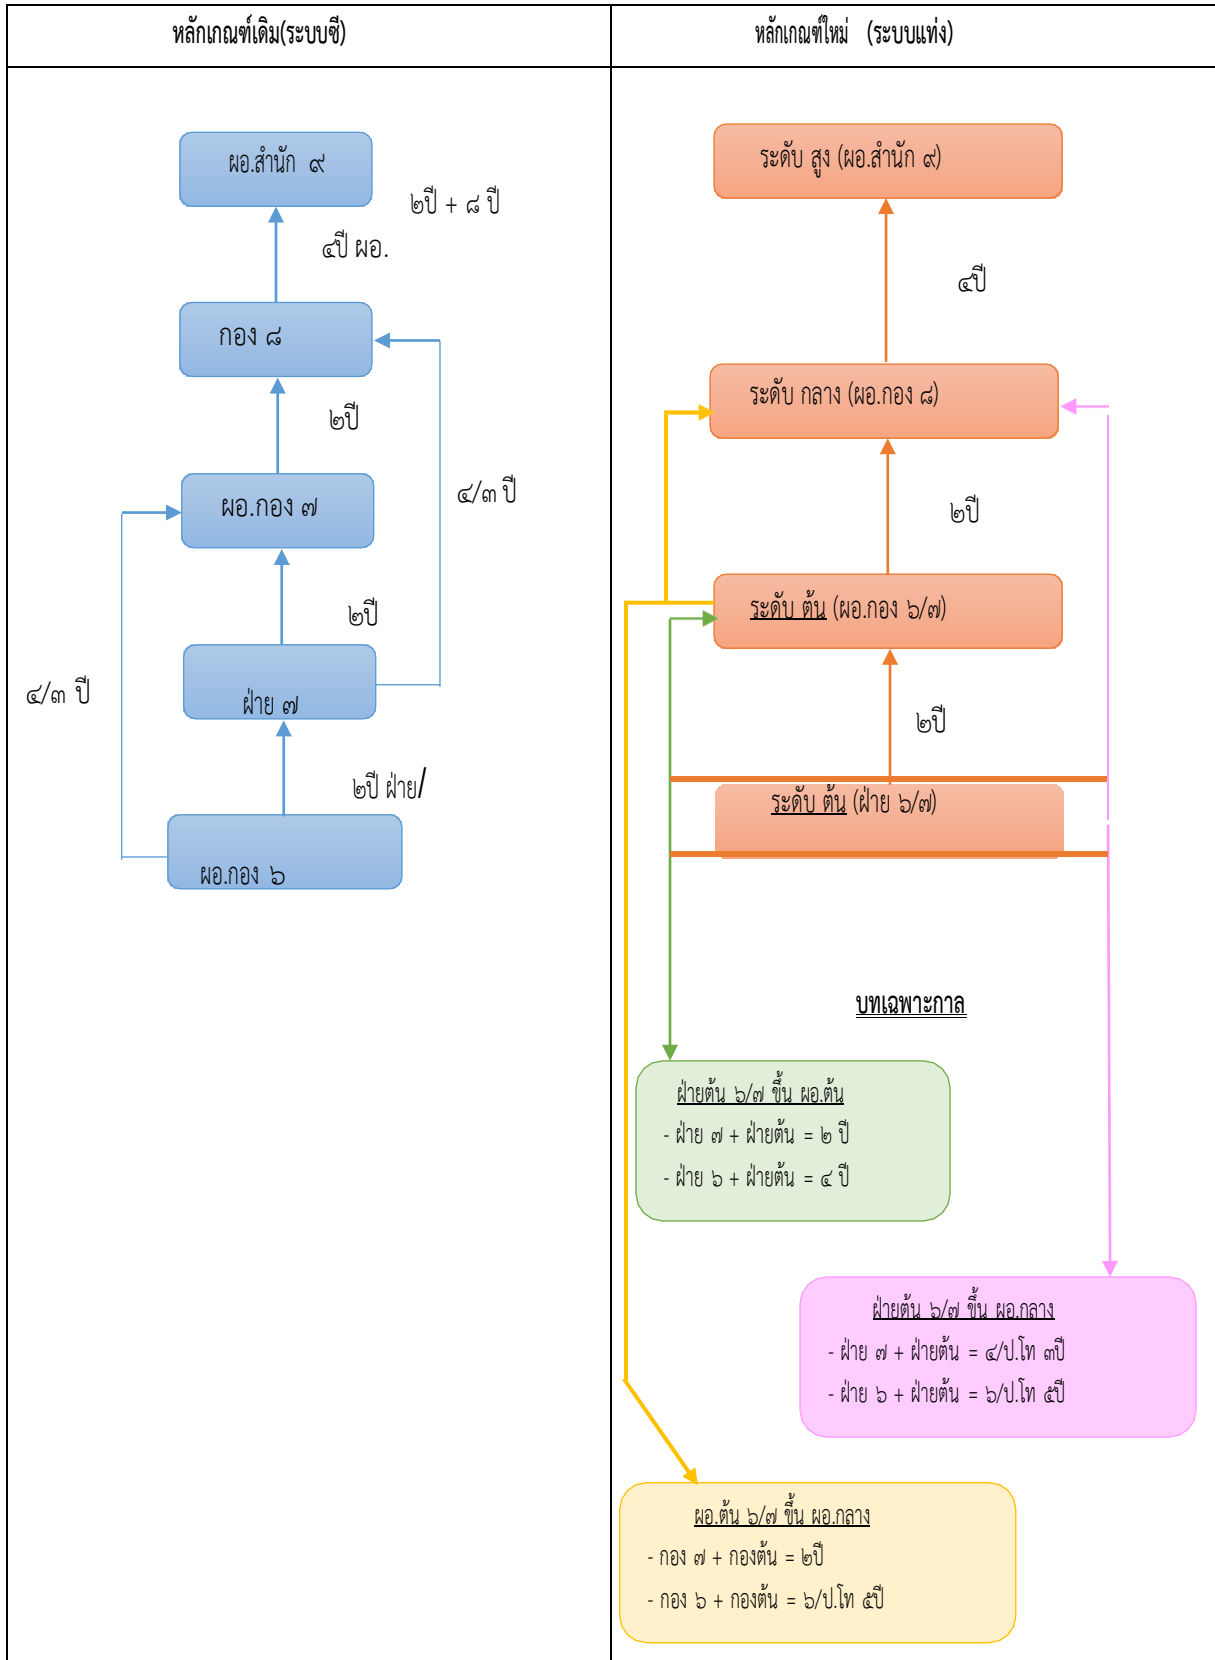 หลักเกณฑ์เดิม(ระบบซี)
ผอ.สำนัก ๙
๒ปี + ๘ ปี
๔ปี ผอ.
กอง ๘
๒ปี
๔/๓ ปี
ผอ.กอง ๗
๒ปี
๔/๓ ปี
ฝ่าย ๗
๒ปี ฝ่าย/
ผอ.กอง ๖
หลักเกณฑ์ใหม่ (ระบบแท่ง)
ระดับ สูง (ผอ.สำนัก ๙)
๔ปี
ระดับ กลาง (ผอ.กอง ๘)
๒ปี
ระดับ ต้น (ผอ.กอง ๖/๗)
๒ปี
ระดับ ต้น (ฝ่าย ๖/๗)
บทเฉพาะกาล
ฝ่ายต้น ๖/๗ ขึ้น ผอ.ต้น
- ฝ่าย ๗ + ฝ่ายต้น = ๒ ปี
- ฝ่าย ๖ + ฝ่ายต้น = ๔ ปี
ฝ่ายต้น ๖/๗ ขึ้น ผอ.กลาง
- ฝ่าย ๗ + ฝ่ายต้น = ๔/ป.โท ๓ปี
- ฝ่าย ๖ + ฝ่ายต้น = ๖/ป.โท ๕ปี
ผอ.ต้น ๖/๗ ขึ้น ผอ.กลาง
- กอง ๗ + กองต้น = ๒ปี
- กอง ๖ + กองต้น = ๖/ป.โท ๕ปี